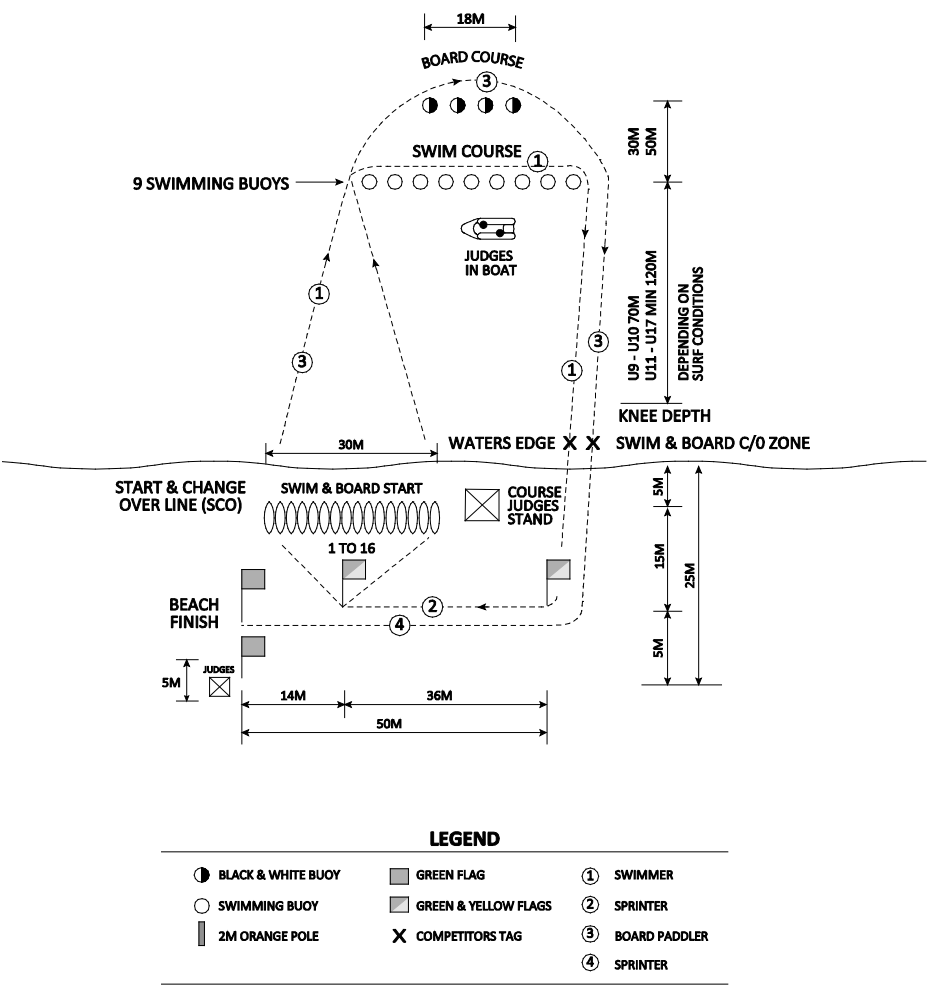 18M
BOARD COURSE
3
30M
50M
SWIM COURSE
1
9 SWIMMING BUOYS
JUDGES
IN BOAT
1
3
3
1
U9 - U10 70M
U11 - U17 MIN 120M
DEPENDING ON
SURF CONDITIONS
KNEE DEPTH
30M
WATERS EDGE X X SWIM & BOARD C/0 ZONE
START & CHANGE
OVER LINE (SCO)
SWIM & BOARD START
COURSE
JUDGES
STAND
5M
1 TO 16
15M
25M
BEACH
FINISH
2
4
5M
JUDGES
5M
14M
36M
50M
LEGEND
BLACK & WHITE BUOY
GREEN FLAG
1 SWIMMER
SWIMMING BUOY
GREEN & YELLOW FLAGS
2 SPRINTER
2M ORANGE POLE
X COMPETITORS TAG
3 BOARD PADDLER
4 SPRINTER